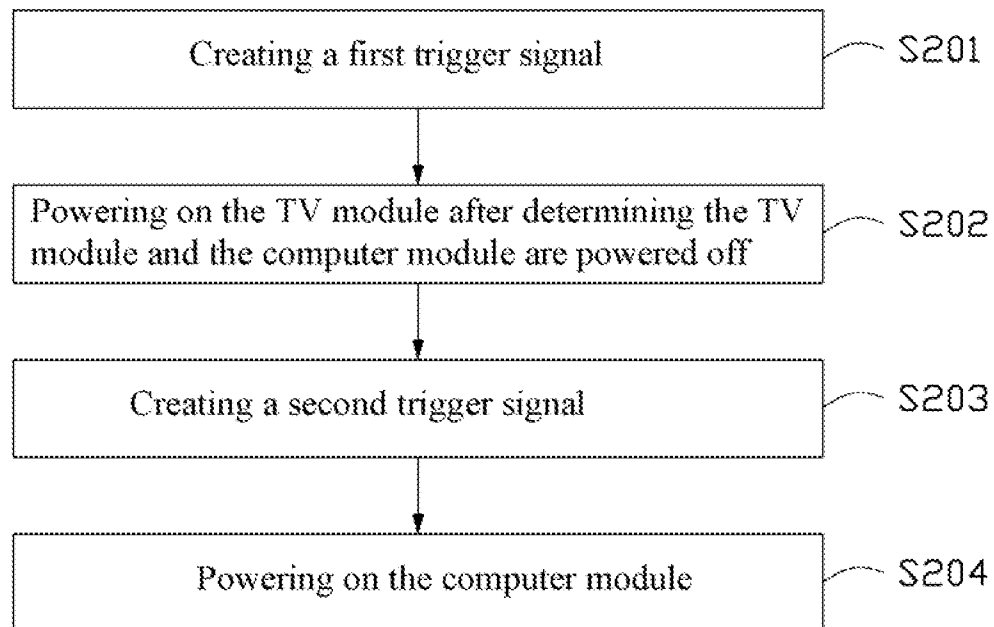 Creating a first trigger signal
S201
Powering on the TV module after determining the TV
module and the computer module are powered off
S202
Creating a second trigger signal
S203
Powering on the computer module
S204